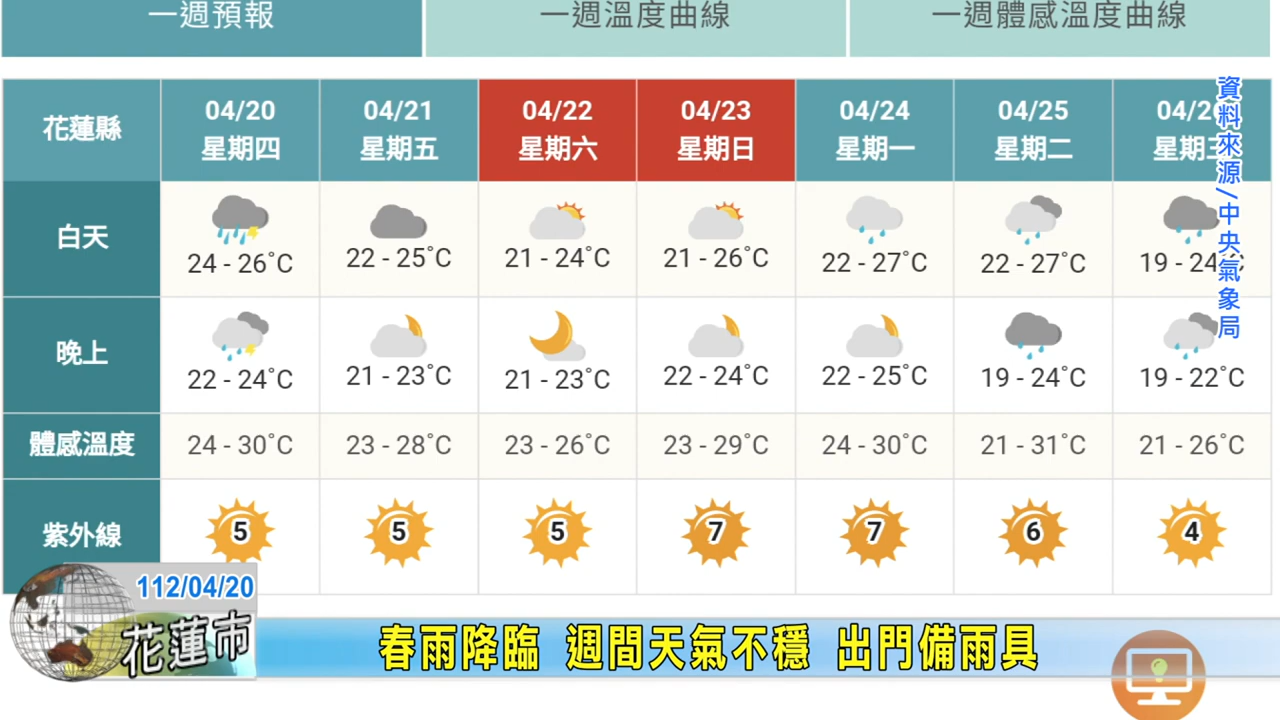 一週預報 一週溫度曲線 一週體感溫度曲線
花蓮縣 04/20 星期四 04/21 星期五 04/22 星期六 04/23 星期日 04/24 星期一 04/25 星期二 04/26 星期三
白天 24 - 26°C 22 - 25°C 21 - 24°C 21 - 26°C 22 - 27°C 22 - 27°C 19 - 24°C
晚上 22 - 24°C 21 - 23°C 21 - 23°C 22 - 24°C 22 - 25°C 19 - 24°C 19 - 22°C
體感溫度 24 - 30°C 23 - 28°C 23 - 26°C 23 - 29°C 24 - 30°C 21 - 31°C 21 - 26°C
紫外線 5 5 5 7 7 6 4
資料來源/中央氣象局
112/04/20
花蓮市
春雨降臨 週間天氣不穩 出門備雨具